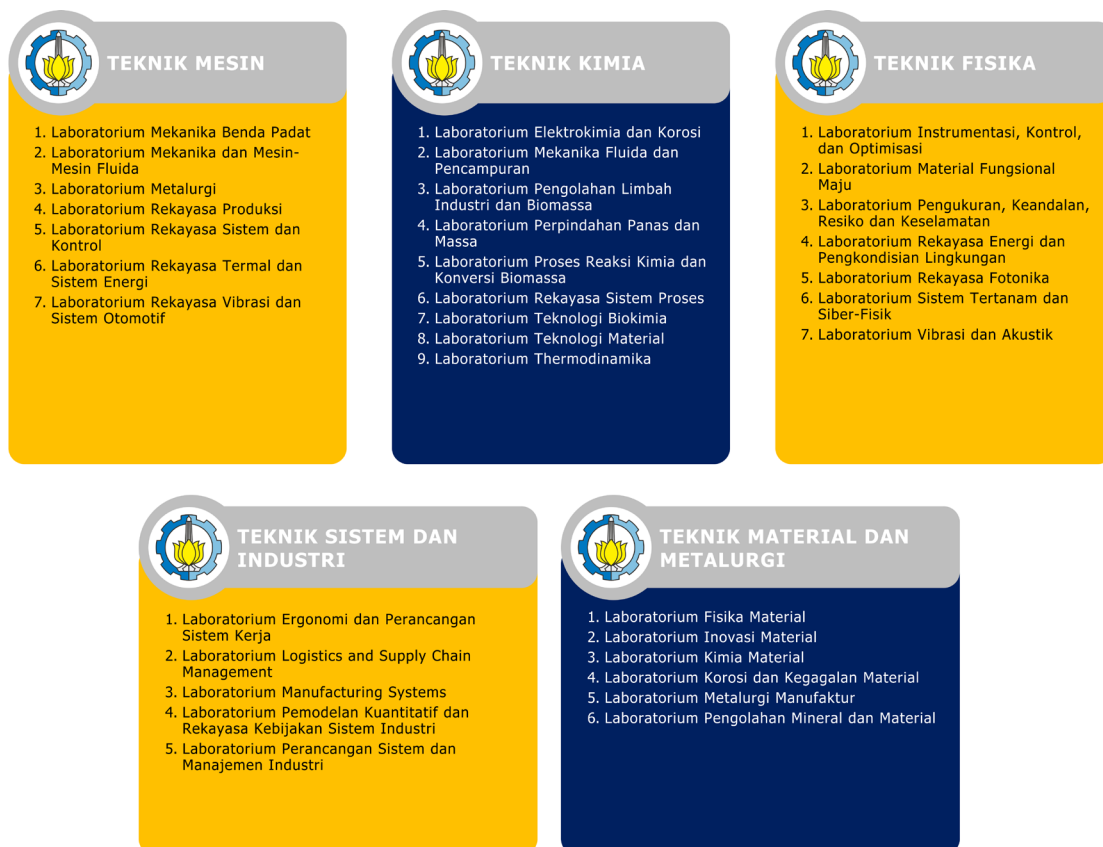 TEKNIK MESIN
1. Laboratorium Mekanika Benda Padat
2. Laboratorium Mekanika dan Mesin-
Mesin Fluida
3. Laboratorium Metalurgi
4. Laboratorium Rekayasa Produksi
5. Laboratorium Rekayasa Sistem dan
Kontrol
6. Laboratorium Rekayasa Termal dan
Sistem Energi
7. Laboratorium Rekayasa Vibrasi dan
Sistem Otomotif
TEKNIK KIMIA
1. Laboratorium Elektrokimia dan Korosi
2. Laboratorium Mekanika Fluida dan
Pencampuran
3. Laboratorium Pengolahan Limbah
Industri dan Biomassa
4. Laboratorium Perpindahan Panas dan
Massa
5. Laboratorium Proses Reaksi Kimia dan
Konversi Biomassa
6. Laboratorium Rekayasa Sistem Proses
7. Laboratorium Teknologi Biokimia
8. Laboratorium Teknologi Material
9. Laboratorium Thermodinamika
TEKNIK FISIKA
1. Laboratorium Instrumentasi, Kontrol,
dan Optimisasi
2. Laboratorium Material Fungsional
Maju
3. Laboratorium Pengukuran, Keandalan,
Resiko dan Keselamatan
4. Laboratorium Rekayasa Energi dan
Pengkondisian Lingkungan
5. Laboratorium Rekayasa Fotonika
6. Laboratorium Sistem Tertanam dan
Siber-Fisik
7. Laboratorium Vibrasi dan Akustik
TEKNIK SISTEM DAN
INDUSTRI
1. Laboratorium Ergonomi dan Perancangan
Sistem Kerja
2. Laboratorium Logistics and Supply Chain
Management
3. Laboratorium Manufacturing Systems
4. Laboratorium Pemodelan Kuantitatif dan
Rekayasa Kebijakan Sistem Industri
5. Laboratorium Perancangan Sistem dan
Manajemen Industri
TEKNIK MATERIAL DAN
METALURGI
1. Laboratorium Fisika Material
2. Laboratorium Inovasi Material
3. Laboratorium Kimia Material
4. Laboratorium Korosi dan Kegagalan Material
5. Laboratorium Metalurgi Manufaktur
6. Laboratorium Pengolahan Mineral dan Material